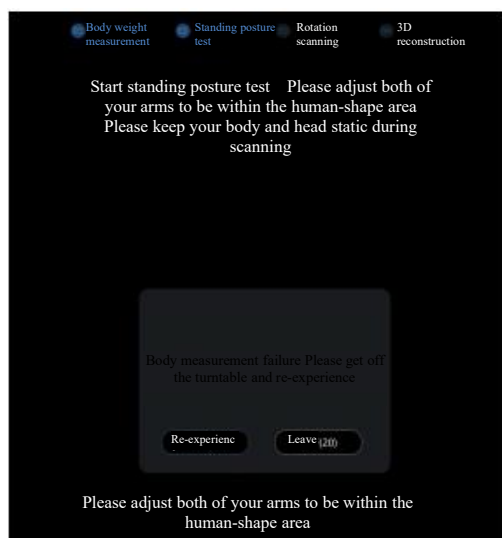 Body weight
measurement
Standing posture
test
Rotation
scanning
3D
reconstruction
Start standing posture test Please adjust both of
your arms to be within the human-shape area
Please keep your body and head static during
scanning
Body measurement failure Please get off
the turntable and re-experience
Re-experienc
Leave (20)
Please adjust both of your arms to be within the
human-shape area